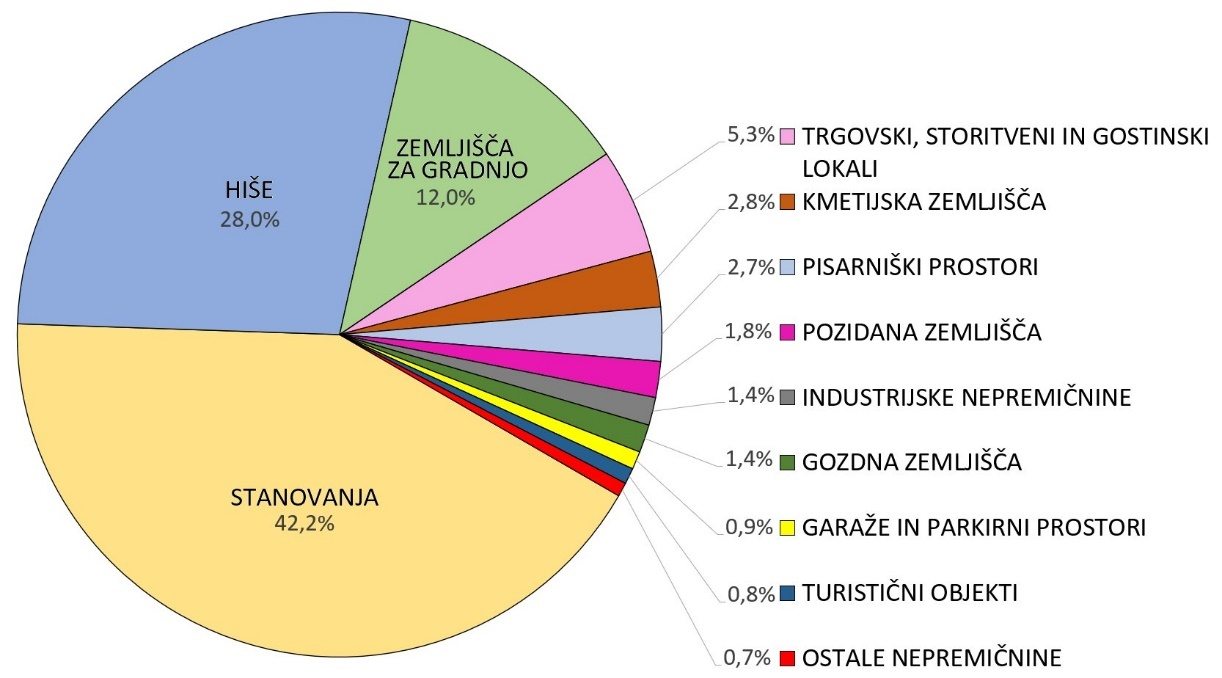 HIŠE
28,0%
ZEMLJIŠČA
ZA GRADNJO
12,0%
STANOVANJA
42,2%
5,3% TRGOVSKI, STORITVENI IN GOSTINSKI
LOKALI
2,8% KMETIJSKA ZEMLJIŠČA
2,7% PISARNIŠKI PROSTORI
1,8% POZIDANA ZEMLJIŠČA
1,4% INDUSTRIJSKE NEPREMIČNINE
1,4% GOZDNA ZEMLJIŠČA
0,9% GARAŽE IN PARKIRNI PROSTORI
0,8% TURISTIČNI OBJEKTI
0,7% OSTALE NEPREMIČNINE